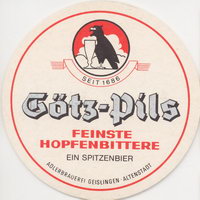 SEIT 1686
Götz-Pils
FEINSTE
HOPFENBITTERE
EIN SPITZENBIER
ADLERBRAUEREI GEISLINGEN-ALTENSTADT